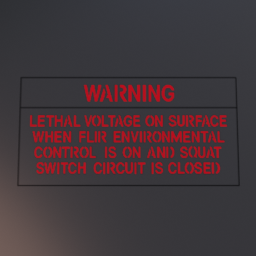 WARNING
LETHAL VOLTAGE ON SURFACE
WHEN FLIR ENVIRONMENTAL
CONTROL IS ON AND SQUAT
SWITCH CIRCUIT IS CLOSED